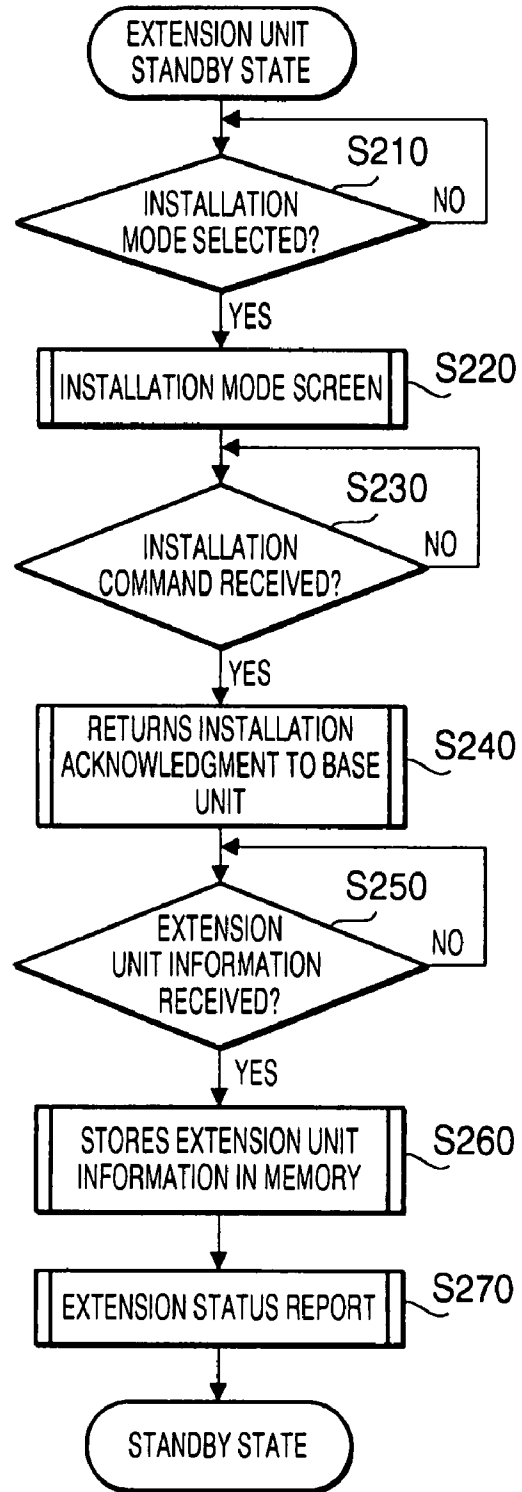 EXTENSION UNIT
STANDBY STATE
S210
INSTALLATION
MODE SELECTED?
NO
YES
INSTALLATION MODE SCREEN
S220
S230
INSTALLATION
COMMAND RECEIVED?
NO
YES
RETURNS INSTALLATION
ACKNOWLEDGMENT TO BASE
UNIT
S240
S250
EXTENSION
UNIT INFORMATION
RECEIVED?
NO
YES
STORES EXTENSION UNIT
INFORMATION IN MEMORY
S260
EXTENSION STATUS REPORT
S270
STANDBY STATE